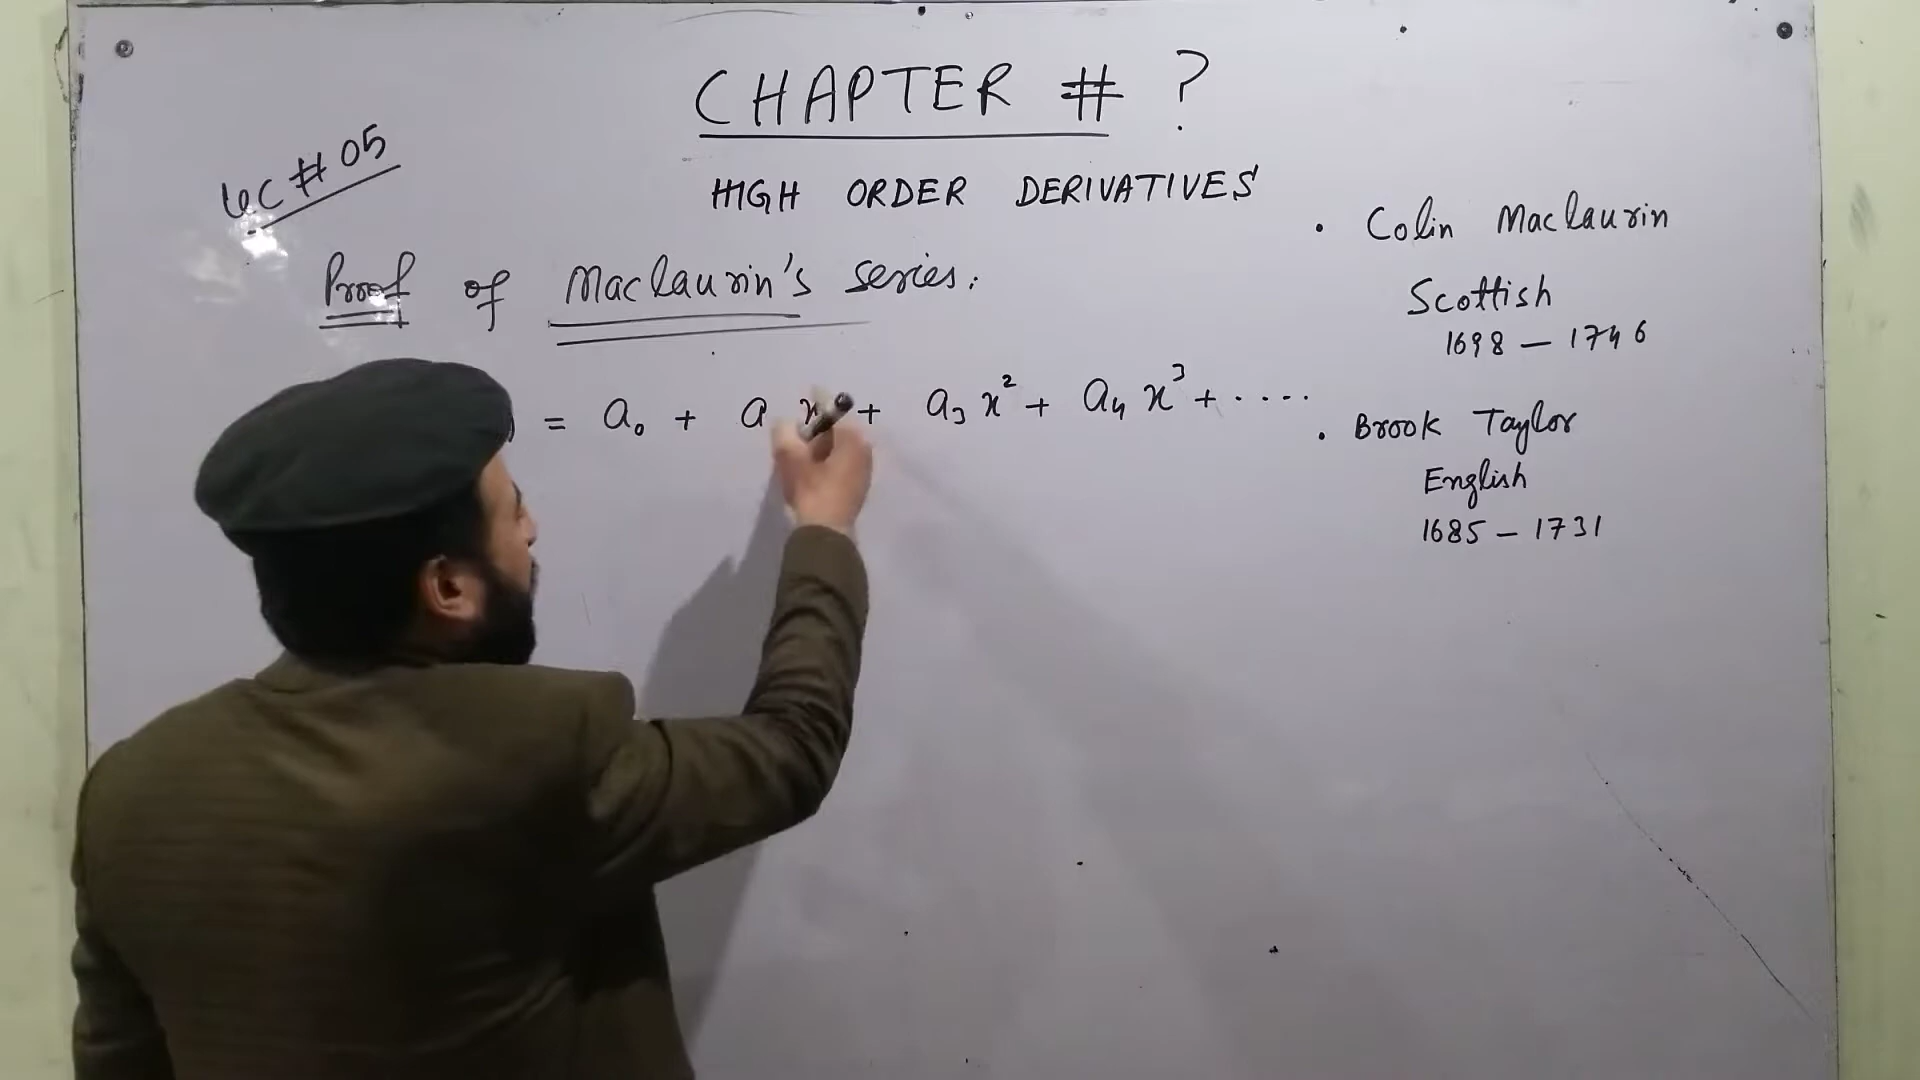 CHAPTER # ?
Lec # 05
HIGH ORDER DERIVATIVES
Proof of Maclaurin's series:
) = a₀ + a x + a₃ x² + a₄ x³ + ....
. Colin Maclaurin
Scottish
1698 — 1746
. Brook Taylor
English
1685 — 1731